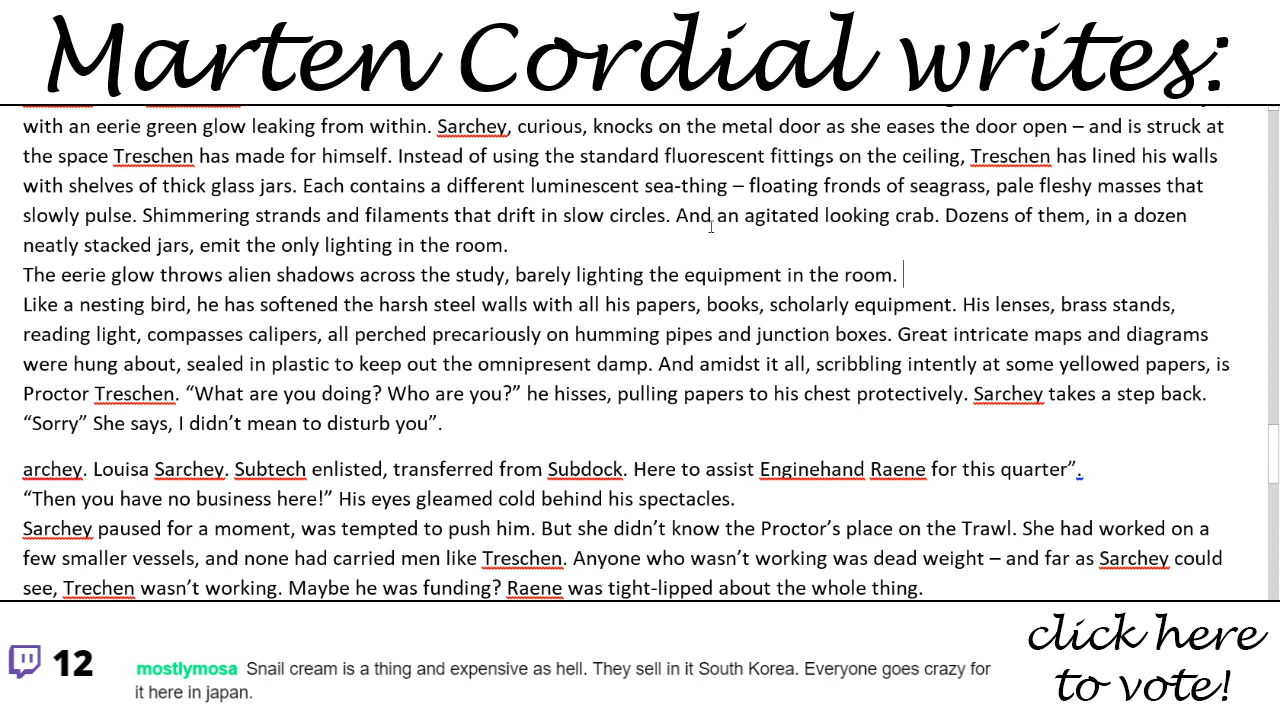 Marten Cordial writes:
with an eerie green glow leaking from within. Sarchey, curious, knocks on the metal door as she eases the door open – and is struck at
the space Treschen has made for himself. Instead of using the standard fluorescent fittings on the ceiling, Treschen has lined his walls
with shelves of thick glass jars. Each contains a different luminescent sea-thing – floating fronds of seagrass, pale fleshy masses that
slowly pulse. Shimmering strands and filaments that drift in slow circles. And an agitated looking crab. Dozens of them, in a dozen
neatly stacked jars, emit the only lighting in the room.
The eerie glow throws alien shadows across the study, barely lighting the equipment in the room.
Like a nesting bird, he has softened the harsh steel walls with all his papers, books, scholarly equipment. His lenses, brass stands,
reading light, compasses calipers, all perched precariously on humming pipes and junction boxes. Great intricate maps and diagrams
were hung about, sealed in plastic to keep out the omnipresent damp. And amidst it all, scribbling intently at some yellowed papers, is
Proctor Treschen. “What are you doing? Who are you?” he hisses, pulling papers to his chest protectively. Sarchey takes a step back.
“Sorry” She says, I didn’t mean to disturb you”.
archey. Louisa Sarchey. Subtech enlisted, transferred from Subdock. Here to assist Enginehand Raene for this quarter”.
“Then you have no business here!” His eyes gleamed cold behind his spectacles.
Sarchey paused for a moment, was tempted to push him. But she didn’t know the Proctor’s place on the Trawl. She had worked on a
few smaller vessels, and none had carried men like Treschen. Anyone who wasn’t working was dead weight – and far as Sarchey could
see, Trechen wasn’t working. Maybe he was funding? Raene was tight-lipped about the whole thing.
12
mostlymosa Snail cream is a thing and expensive as hell. They sell in it South Korea. Everyone goes crazy for
it here in japan.
click here
to vote!